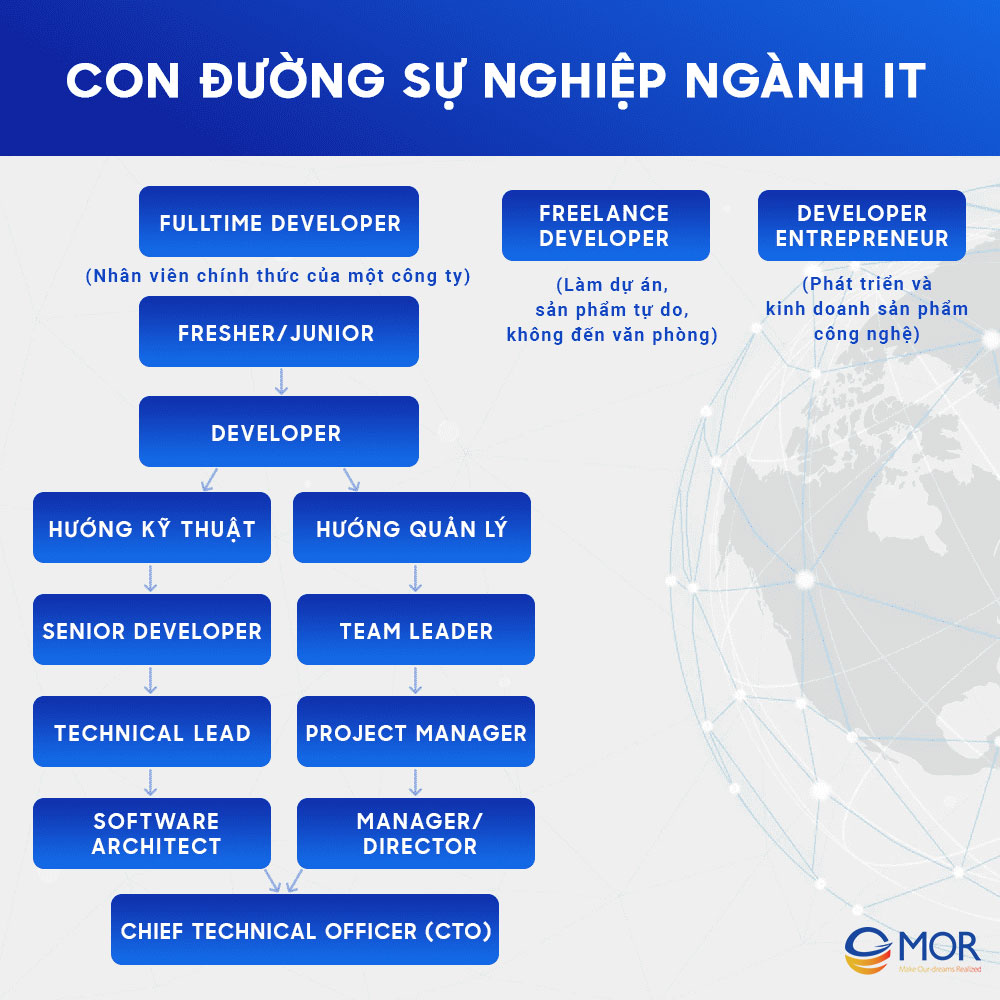 CON ĐƯỜNG SỰ NGHIỆP NGÀNH IT
FULLTIME DEVELOPER
(Nhân viên chính thức của một công ty)
FRESHER/JUNIOR
DEVELOPER
HƯỚNG KỸ THUẬT
HƯỚNG QUẢN LÝ
SENIOR DEVELOPER
TEAM LEADER
TECHNICAL LEAD
PROJECT MANAGER
SOFTWARE
ARCHITECT
MANAGER/
DIRECTOR
CHIEF TECHNICAL OFFICER (CTO)
FREELANCE
DEVELOPER
(Làm dự án,
sản phẩm tự do,
không đến văn phòng)
DEVELOPER
ENTREPRENEUR
(Phát triển và
kinh doanh sản phẩm
công nghệ)
MOR
Make Our-dreams Realized